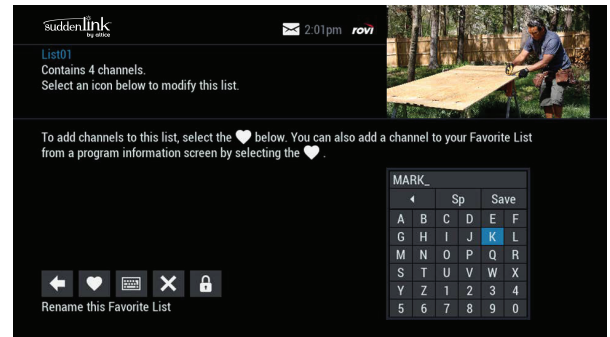 suddenlink
by altice
2:01pm rovi
List01
Contains 4 channels.
Select an icon below to modify this list.
To add channels to this list, select the below. You can also add a channel to your Favorite List
from a program information screen by selecting the .
MARK_
Sp Save
A B C D E F
G H I J K L
M N O P Q R
S T U V W X
Y Z 1 2 3 4
5 6 7 8 9 0
Rename this Favorite List